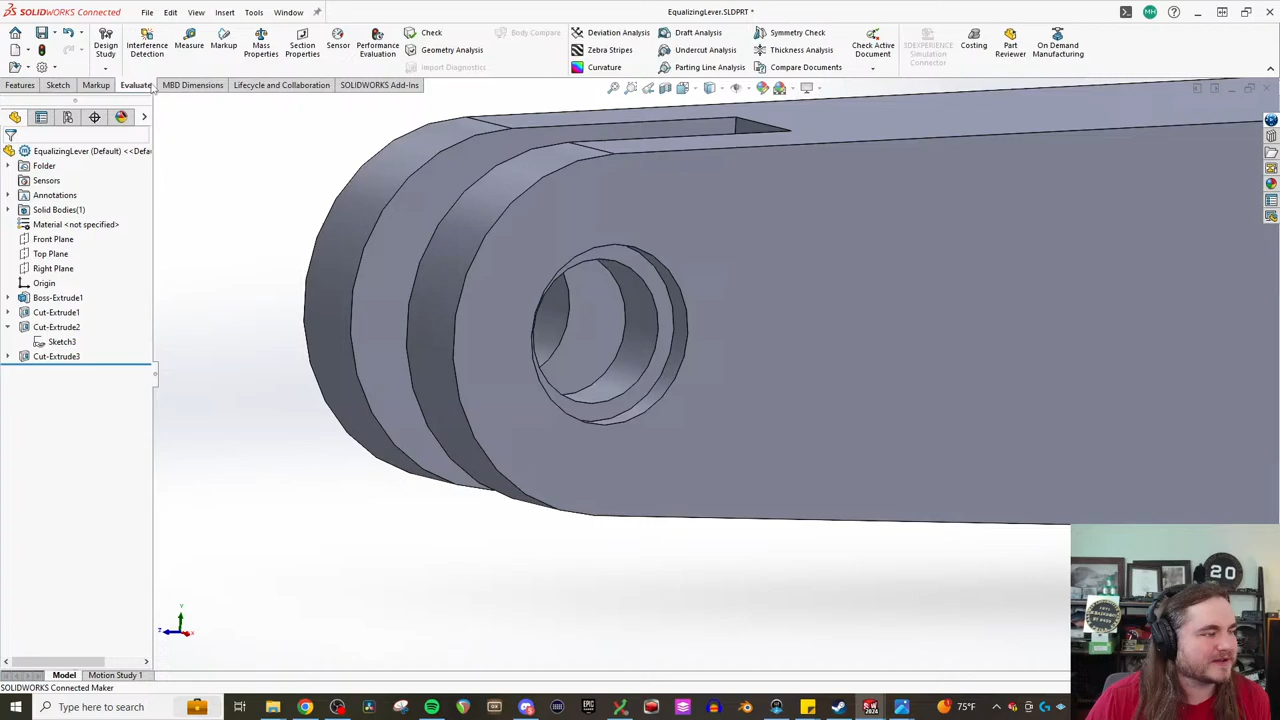 SOLIDWORKS Connected
File
Edit
View
Insert
Tools
Window
EqualizingLever.SLDPRT *
MH
Design Study
Interference Detection
Measure
Markup
Mass Properties
Section Properties
Sensor
Performance Evaluation
Check
Geometry Analysis
Import Diagnostics
Body Compare
Deviation Analysis
Zebra Stripes
Curvature
Draft Analysis
Undercut Analysis
Parting Line Analysis
Symmetry Check
Thickness Analysis
Compare Documents
Check Active Document
3DEXPERIENCE Simulation Connector
Costing
Part Reviewer
On Demand Manufacturing
Features
Sketch
Markup
Evaluate
MBD Dimensions
Lifecycle and Collaboration
SOLIDWORKS Add-Ins
EqualizingLever (Default) <<Defau
Folder
Sensors
Annotations
Solid Bodies(1)
Material <not specified>
Front Plane
Top Plane
Right Plane
Origin
Boss-Extrude1
Cut-Extrude1
Cut-Extrude2
Sketch3
Cut-Extrude3
Y
Z
X
20
Model
Motion Study 1
SOLIDWORKS Connected Maker
Type here to search
75°F